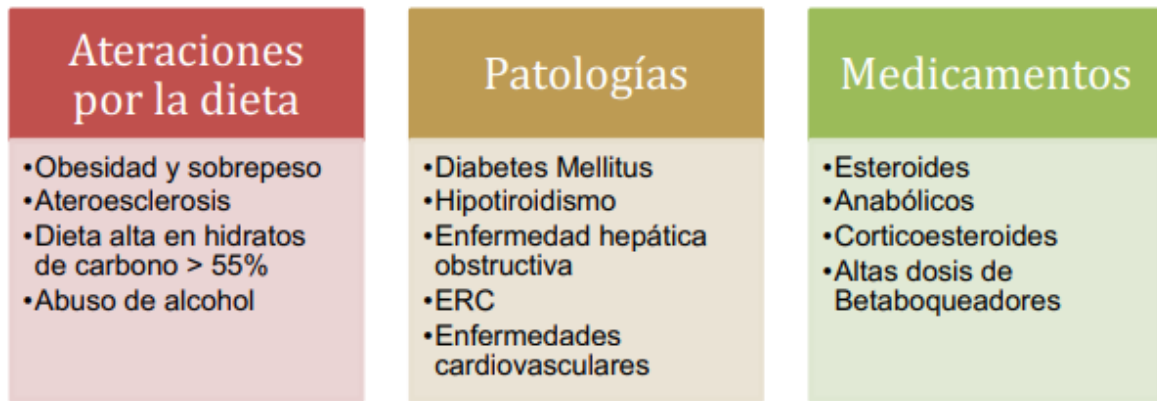 Ateraciones
por la dieta
•Obesidad y sobrepeso
•Ateroesclerosis
•Dieta alta en hidratos
de carbono > 55%
•Abuso de alcohol
Patologías
•Diabetes Mellitus
•Hipotiroidismo
•Enfermedad hepática
obstructiva
•ERC
•Enfermedades
cardiovasculares
Medicamentos
•Esteroides
•Anabólicos
•Corticoesteroides
•Altas dosis de
Betaboqueadores